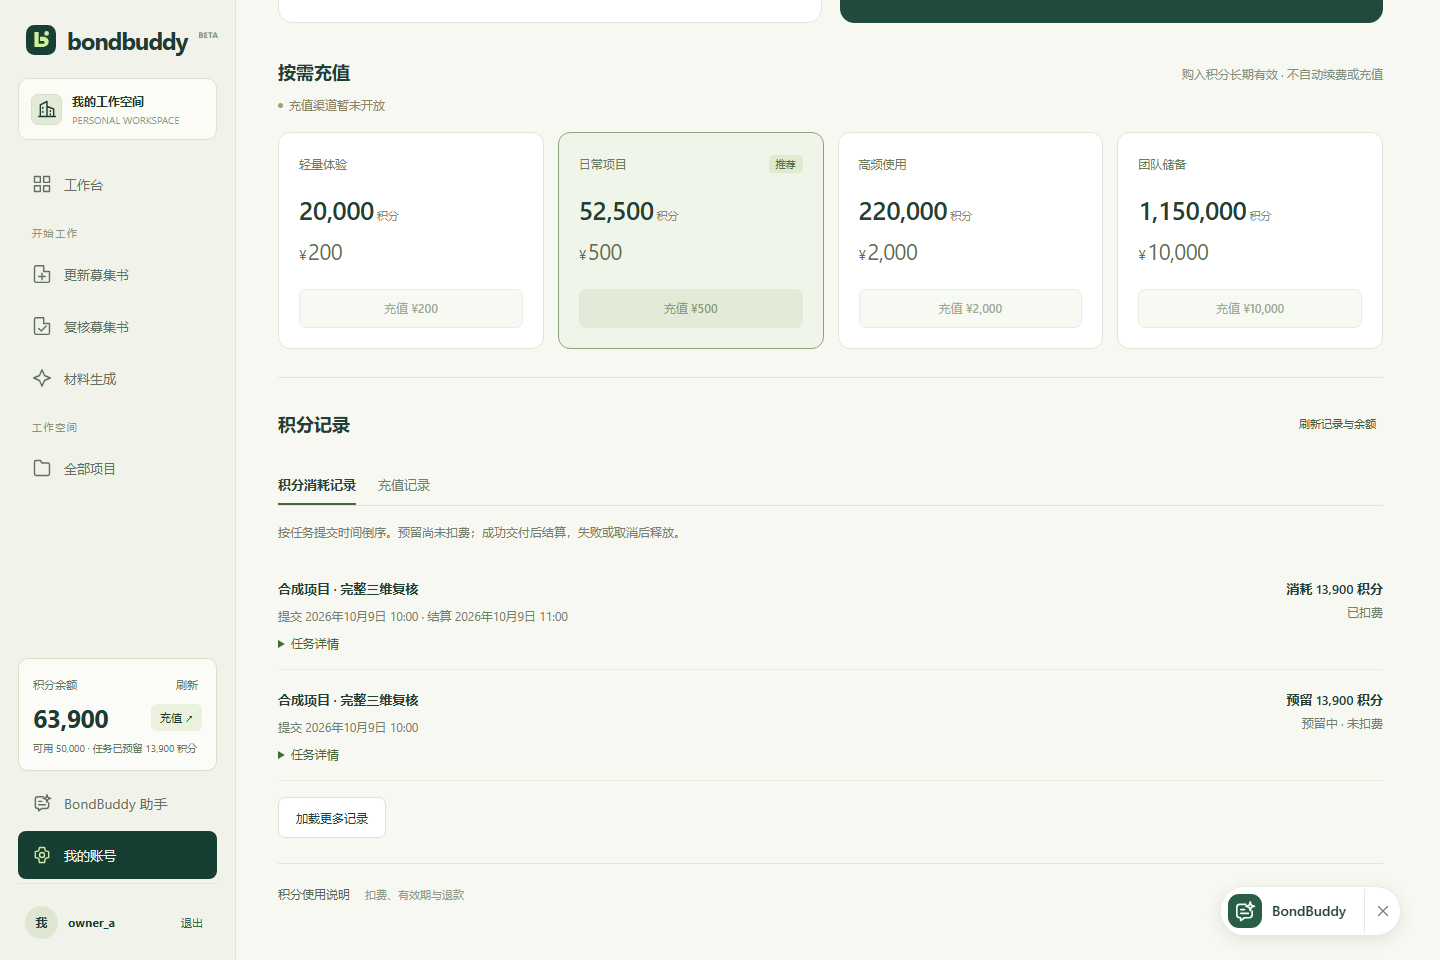 bondbuddy BETA
我的工作空间
PERSONAL WORKSPACE
工作台
开始工作
更新募集书
复核募集书
材料生成
工作空间
全部项目
积分余额 刷新
63,900 充值 ↗
可用 50,000 · 任务已预留 13,900 积分
BondBuddy 助手
我的账号
我 owner_a 退出
按需充值 购入积分长期有效 · 不自动续费或充值
充值渠道暂未开放
轻量体验
20,000 积分
¥200
充值 ¥200
日常项目 推荐
52,500 积分
¥500
充值 ¥500
高频使用
220,000 积分
¥2,000
充值 ¥2,000
团队储备
1,150,000 积分
¥10,000
充值 ¥10,000
积分记录 刷新记录与余额
积分消耗记录 充值记录
按任务提交时间倒序。预留尚未扣费；成功交付后结算，失败或取消后释放。
合成项目 · 完整三维复核 消耗 13,900 积分
提交 2026年10月9日 10:00 · 结算 2026年10月9日 11:00 已扣费
▶ 任务详情
合成项目 · 完整三维复核 预留 13,900 积分
提交 2026年10月9日 10:00 预留中 · 未扣费
▶ 任务详情
加载更多记录
积分使用说明 扣费、有效期与退款
BondBuddy